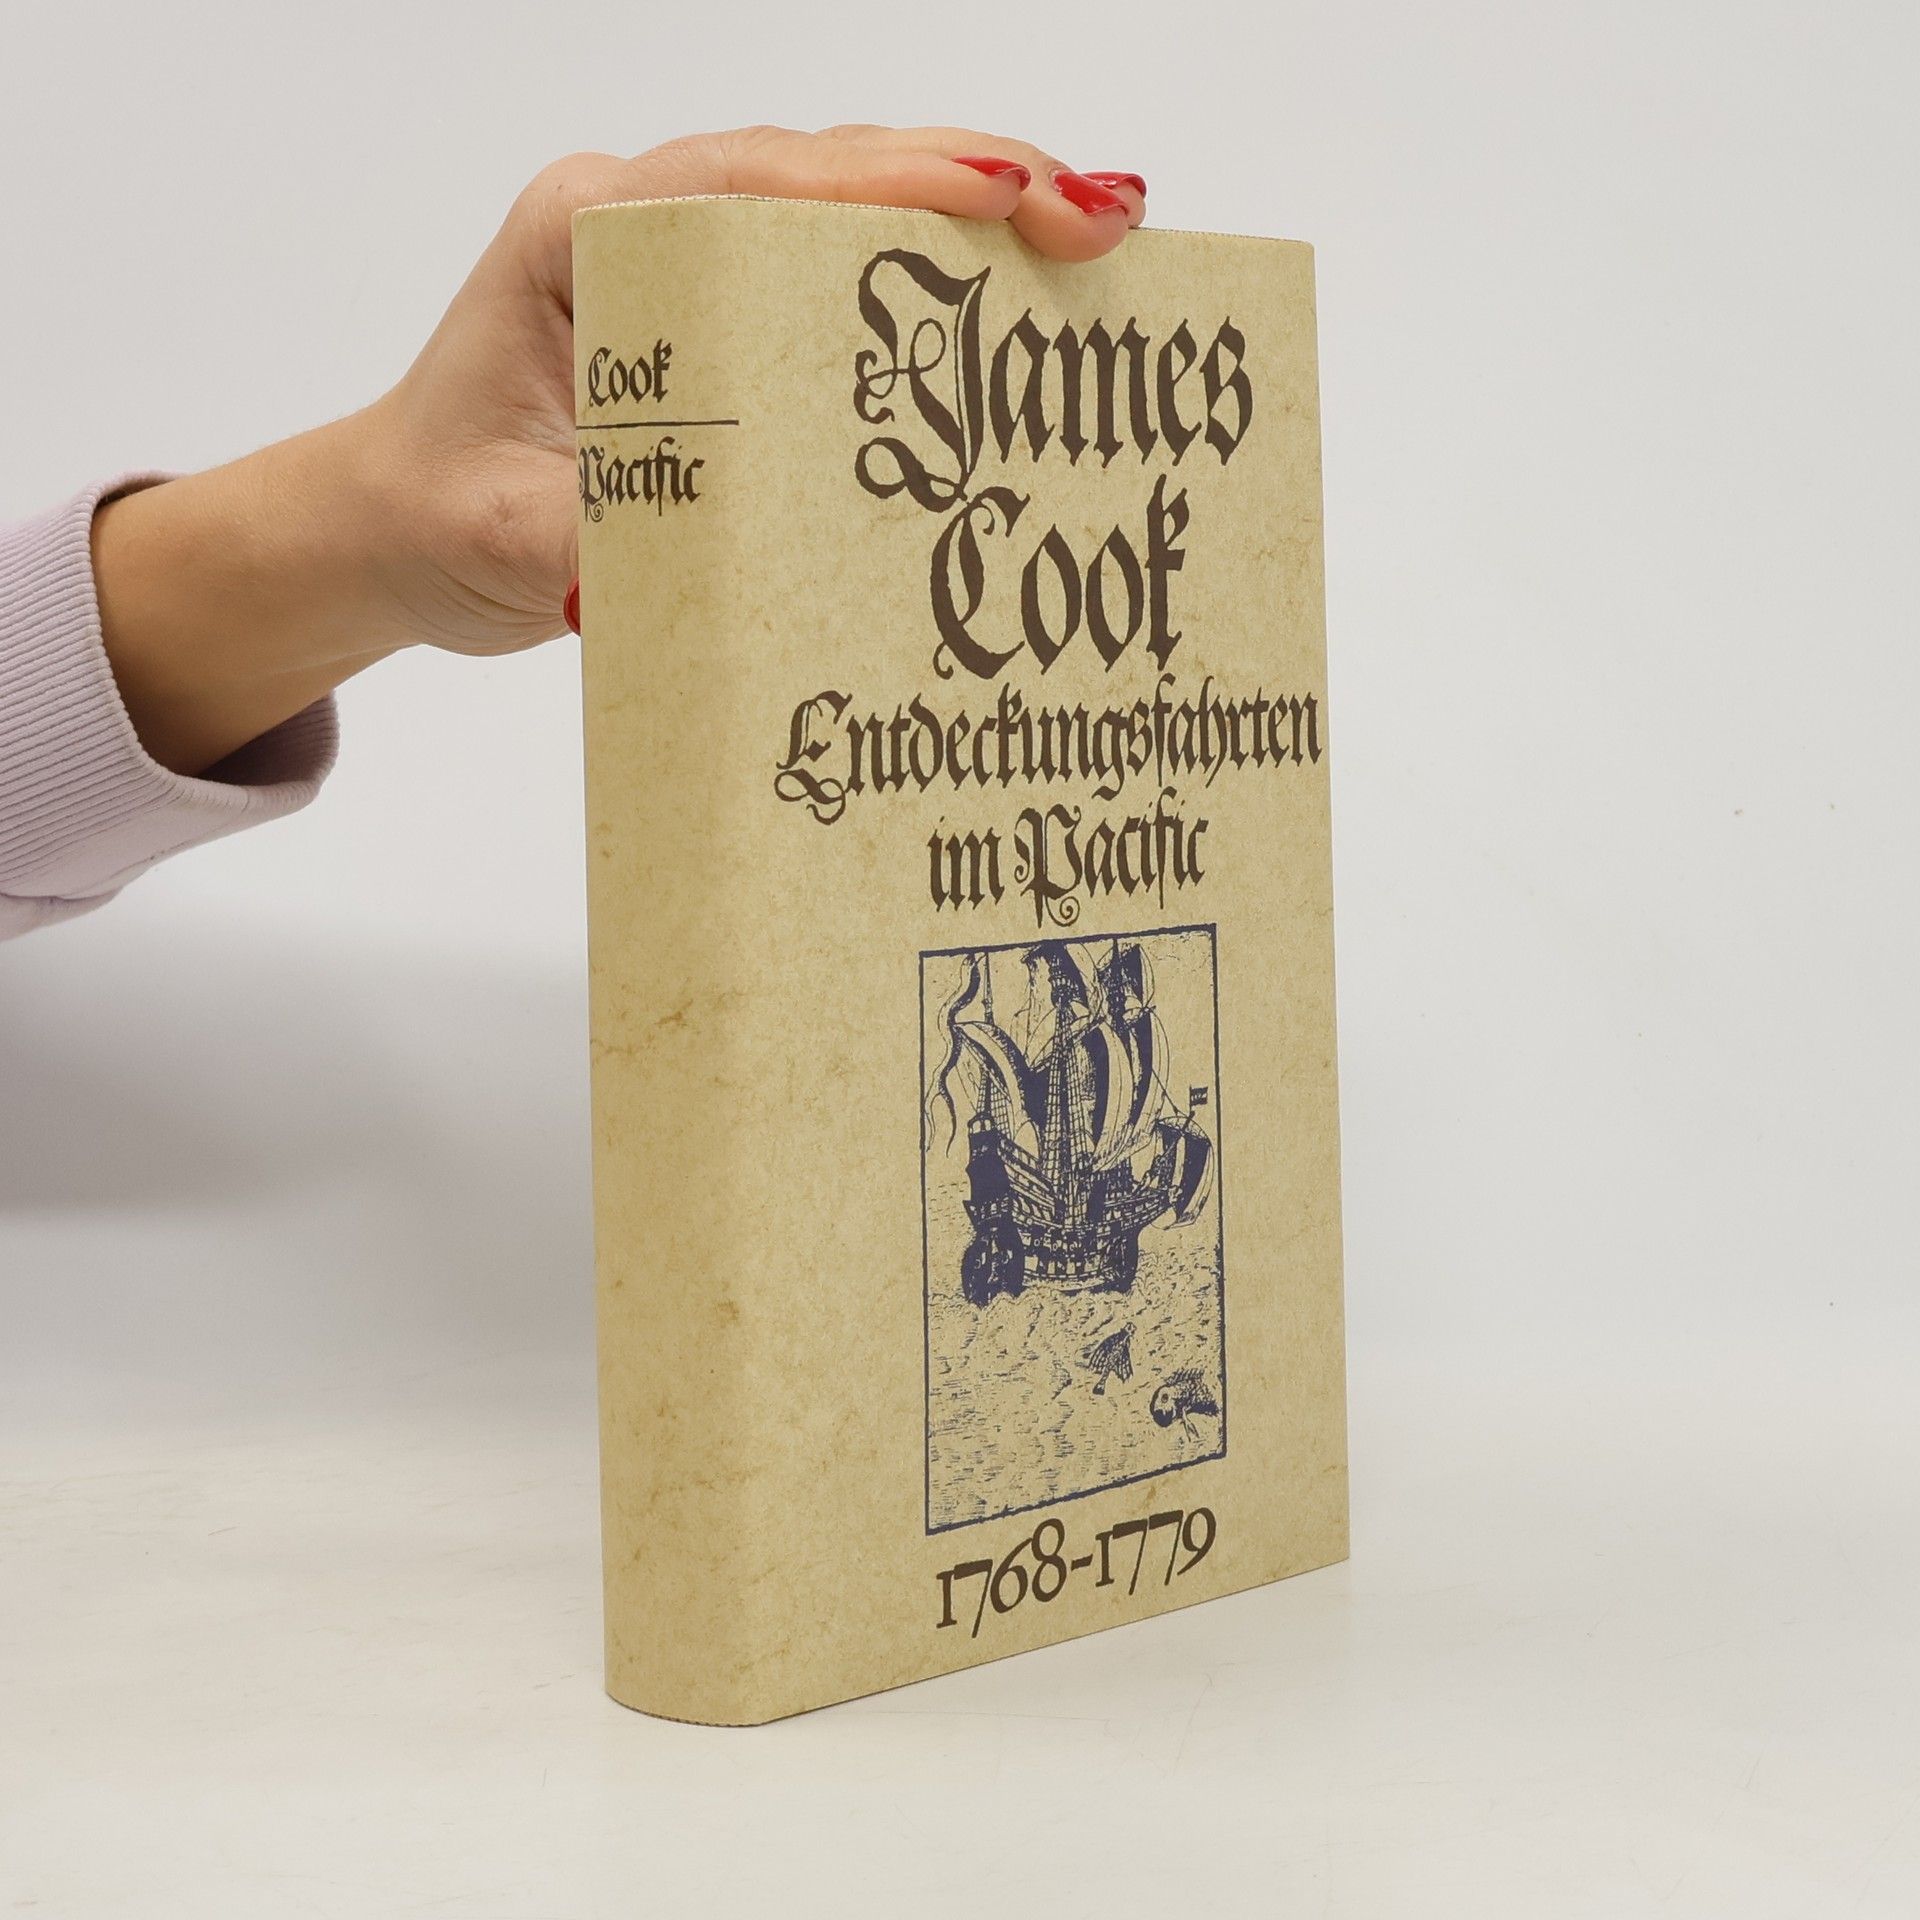 Cook
Pacific
James
Cook
Entdeckungsfahrten
im Pacific
1768-1779